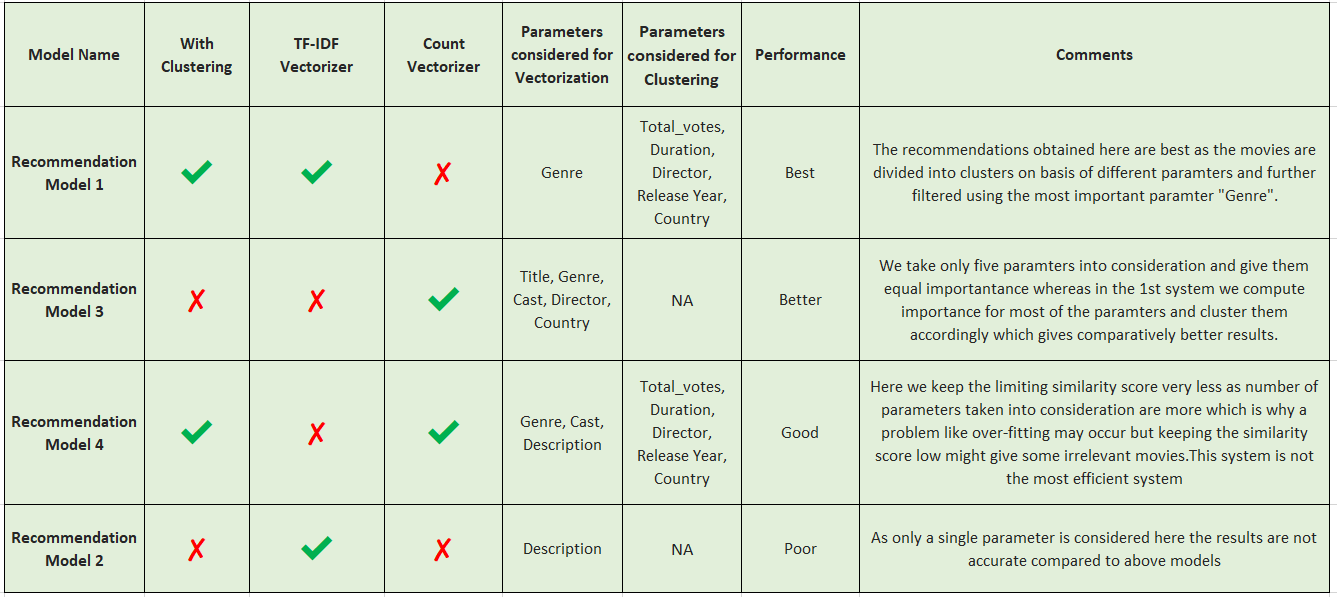 Model Name
With
Clustering
TF-IDF
Vectorizer
Count
Vectorizer
Parameters
considered for
Vectorization
Parameters
considered for
Clustering
Performance
Comments
Recommendation
Model 1
Genre
Total_votes,
Duration,
Director,
Release Year,
Country
Best
The recommendations obtained here are best as the movies are
divided into clusters on basis of different paramters and further
filtered using the most important paramter "Genre".
Recommendation
Model 3
Title, Genre,
Cast, Director,
Country
NA
Better
We take only five paramters into consideration and give them
equal importantance whereas in the 1st system we compute
importance for most of the paramters and cluster them
accordingly which gives comparatively better results.
Recommendation
Model 4
Genre, Cast,
Description
Total_votes,
Duration,
Director,
Release Year,
Country
Good
Here we keep the limiting similarity score very less as number of
parameters taken into consideration are more which is why a
problem like over-fitting may occur but keeping the similarity
score low might give some irrelevant movies.This system is not
the most efficient system
Recommendation
Model 2
Description
NA
Poor
As only a single parameter is considered here the results are not
accurate compared to above models